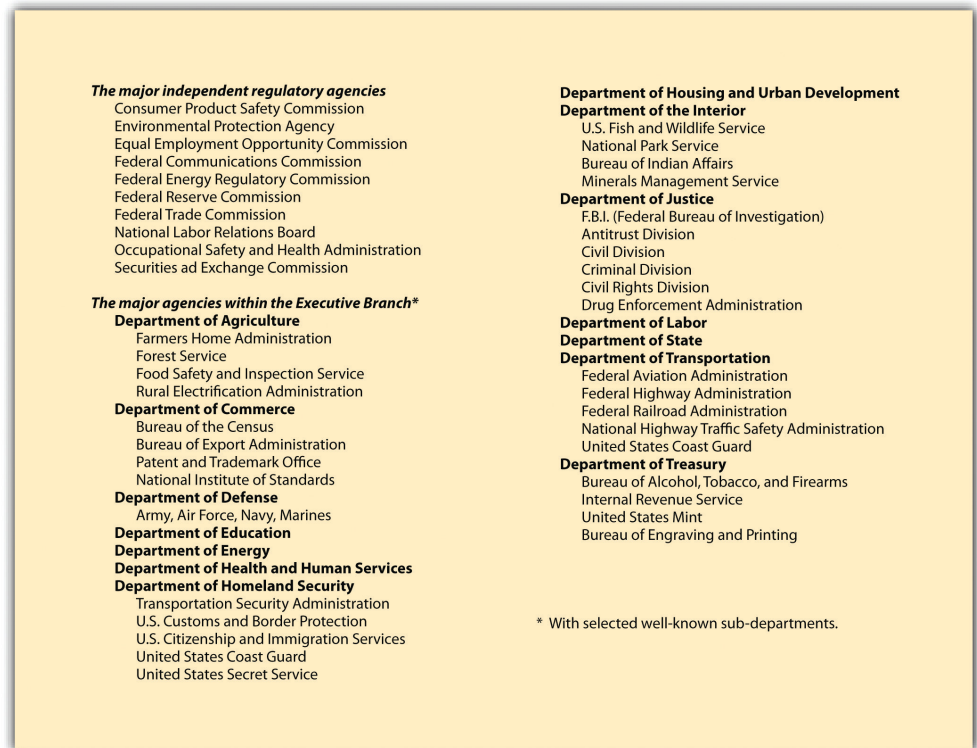 The major independent regulatory agencies
Consumer Product Safety Commission
Environmental Protection Agency
Equal Employment Opportunity Commission
Federal Communications Commission
Federal Energy Regulatory Commission
Federal Reserve Commission
Federal Trade Commission
National Labor Relations Board
Occupational Safety and Health Administration
Securities ad Exchange Commission
The major agencies within the Executive Branch*
Department of Agriculture
Farmers Home Administration
Forest Service
Food Safety and Inspection Service
Rural Electrification Administration
Department of Commerce
Bureau of the Census
Bureau of Export Administration
Patent and Trademark Office
National Institute of Standards
Department of Defense
Army, Air Force, Navy, Marines
Department of Education
Department of Energy
Department of Health and Human Services
Department of Homeland Security
Transportation Security Administration
U.S. Customs and Border Protection
U.S. Citizenship and Immigration Services
United States Coast Guard
United States Secret Service
Department of Housing and Urban Development
Department of the Interior
U.S. Fish and Wildlife Service
National Park Service
Bureau of Indian Affairs
Minerals Management Service
Department of Justice
F.B.I. (Federal Bureau of Investigation)
Antitrust Division
Civil Division
Criminal Division
Civil Rights Division
Drug Enforcement Administration
Department of Labor
Department of State
Department of Transportation
Federal Aviation Administration
Federal Highway Administration
Federal Railroad Administration
National Highway Traffic Safety Administration
United States Coast Guard
Department of Treasury
Bureau of Alcohol, Tobacco, and Firearms
Internal Revenue Service
United States Mint
Bureau of Engraving and Printing
* With selected well-known sub-departments.